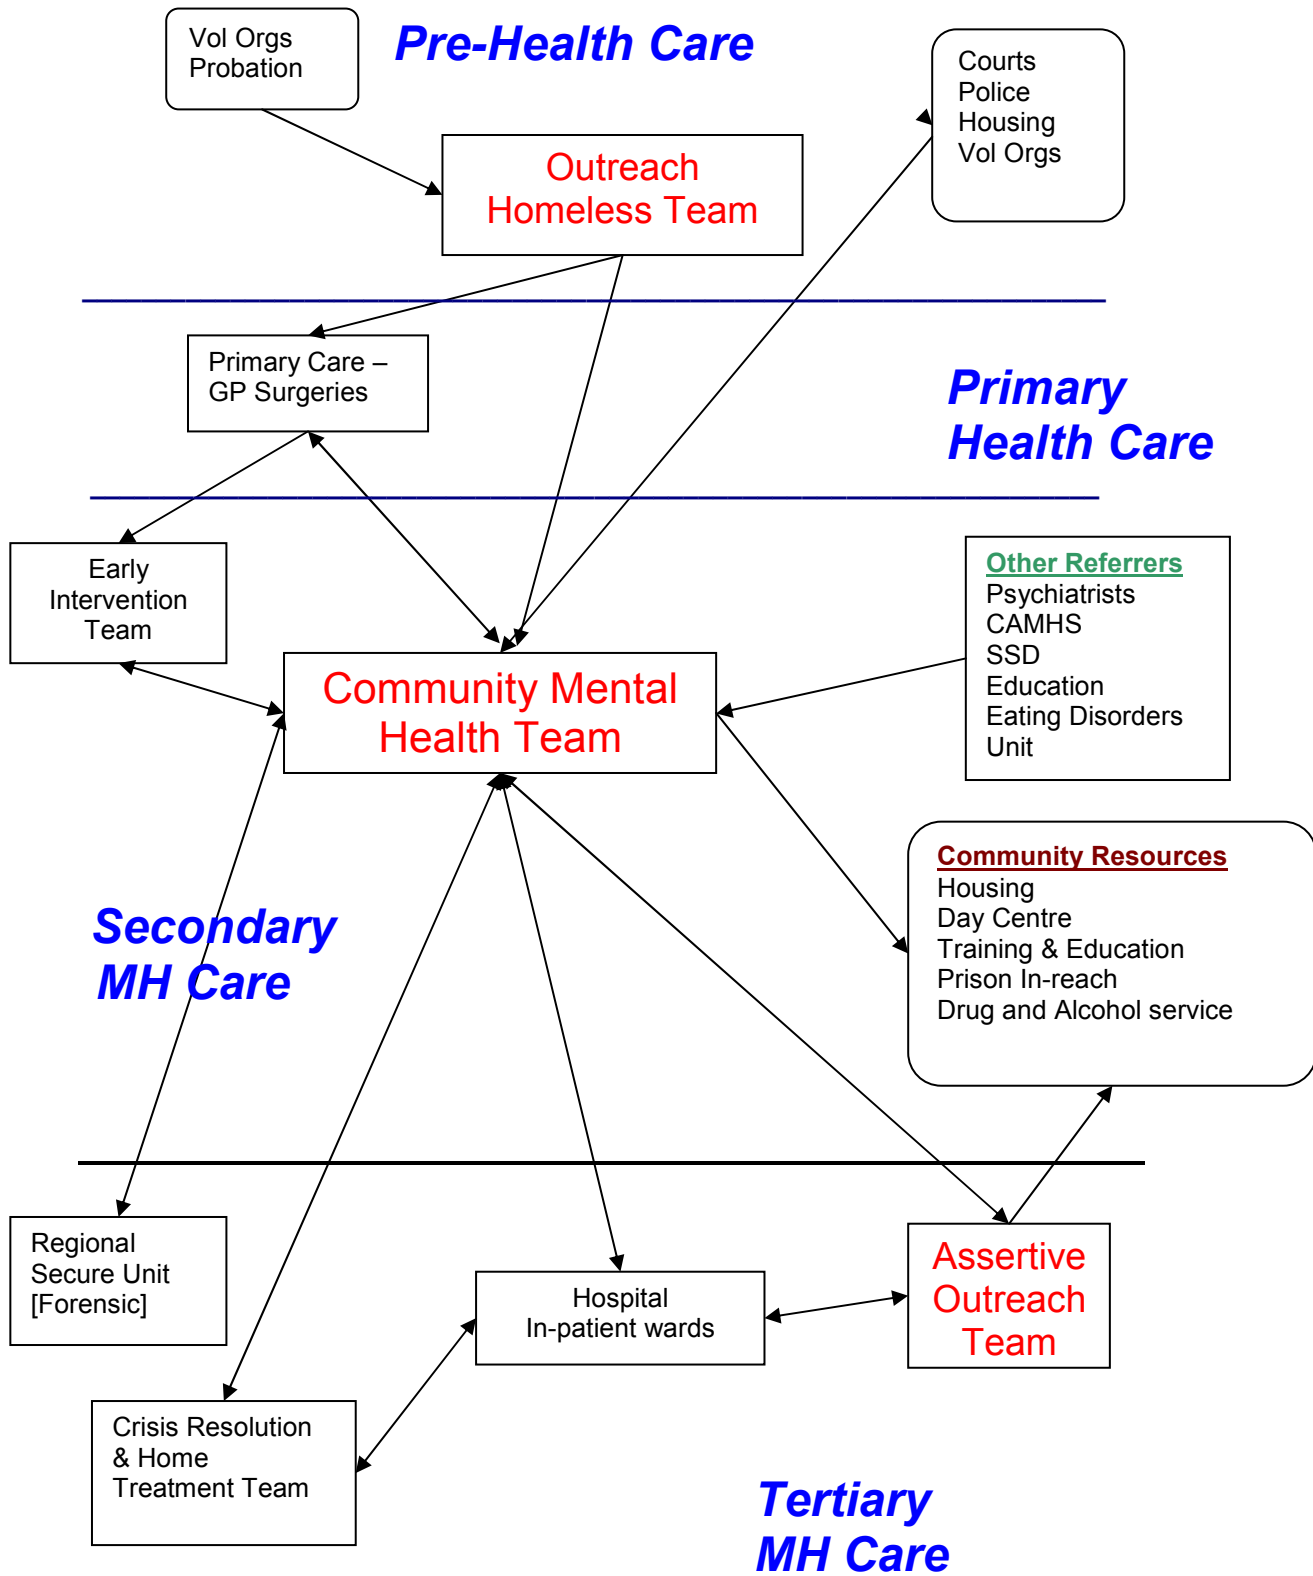 Vol Orgs
Probation
Pre-Health Care
Courts
Police
Housing
Vol Orgs
Outreach
Homeless Team
Primary Care –
GP Surgeries
Primary
Health Care
Early
Intervention
Team
Other Referrers
Psychiatrists
CAMHS
SSD
Education
Eating Disorders
Unit
Community Mental
Health Team
Community Resources
Housing
Day Centre
Training & Education
Prison In-reach
Drug and Alcohol service
Secondary
MH Care
Regional
Secure Unit
[Forensic]
Hospital
In-patient wards
Assertive
Outreach
Team
Crisis Resolution
& Home
Treatment Team
Tertiary
MH Care